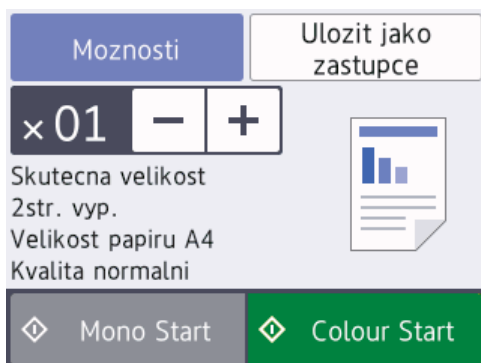 Moznosti
Ulozit jako
zastupce
×01 − +
Skutecna velikost
2str. vyp.
Velikost papiru A4
Kvalita normalni
Mono Start
Colour Start